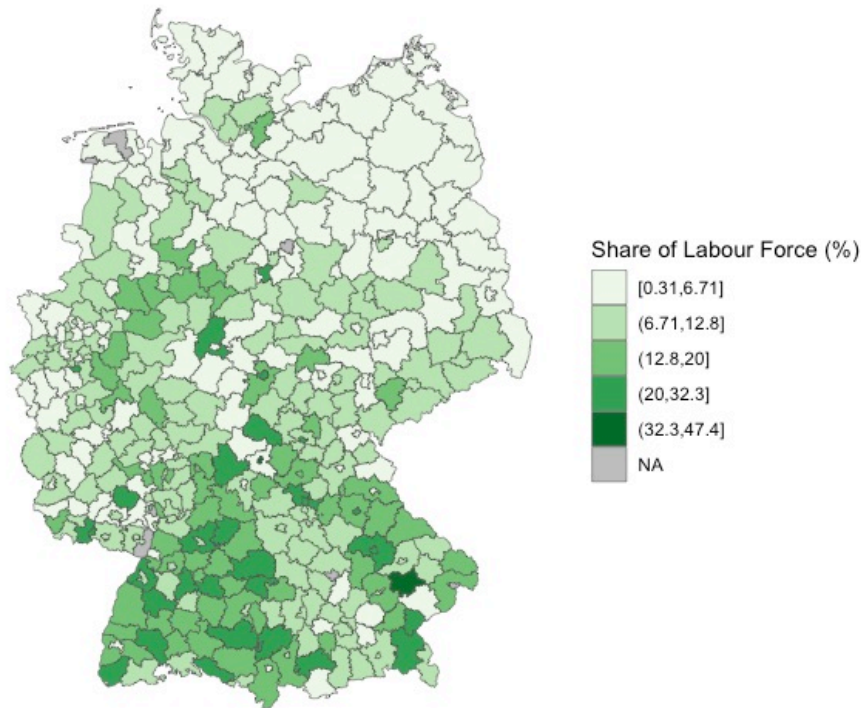 Share of Labour Force (%)
[0.31,6.71]
(6.71,12.8]
(12.8,20]
(20,32.3]
(32.3,47.4]
NA